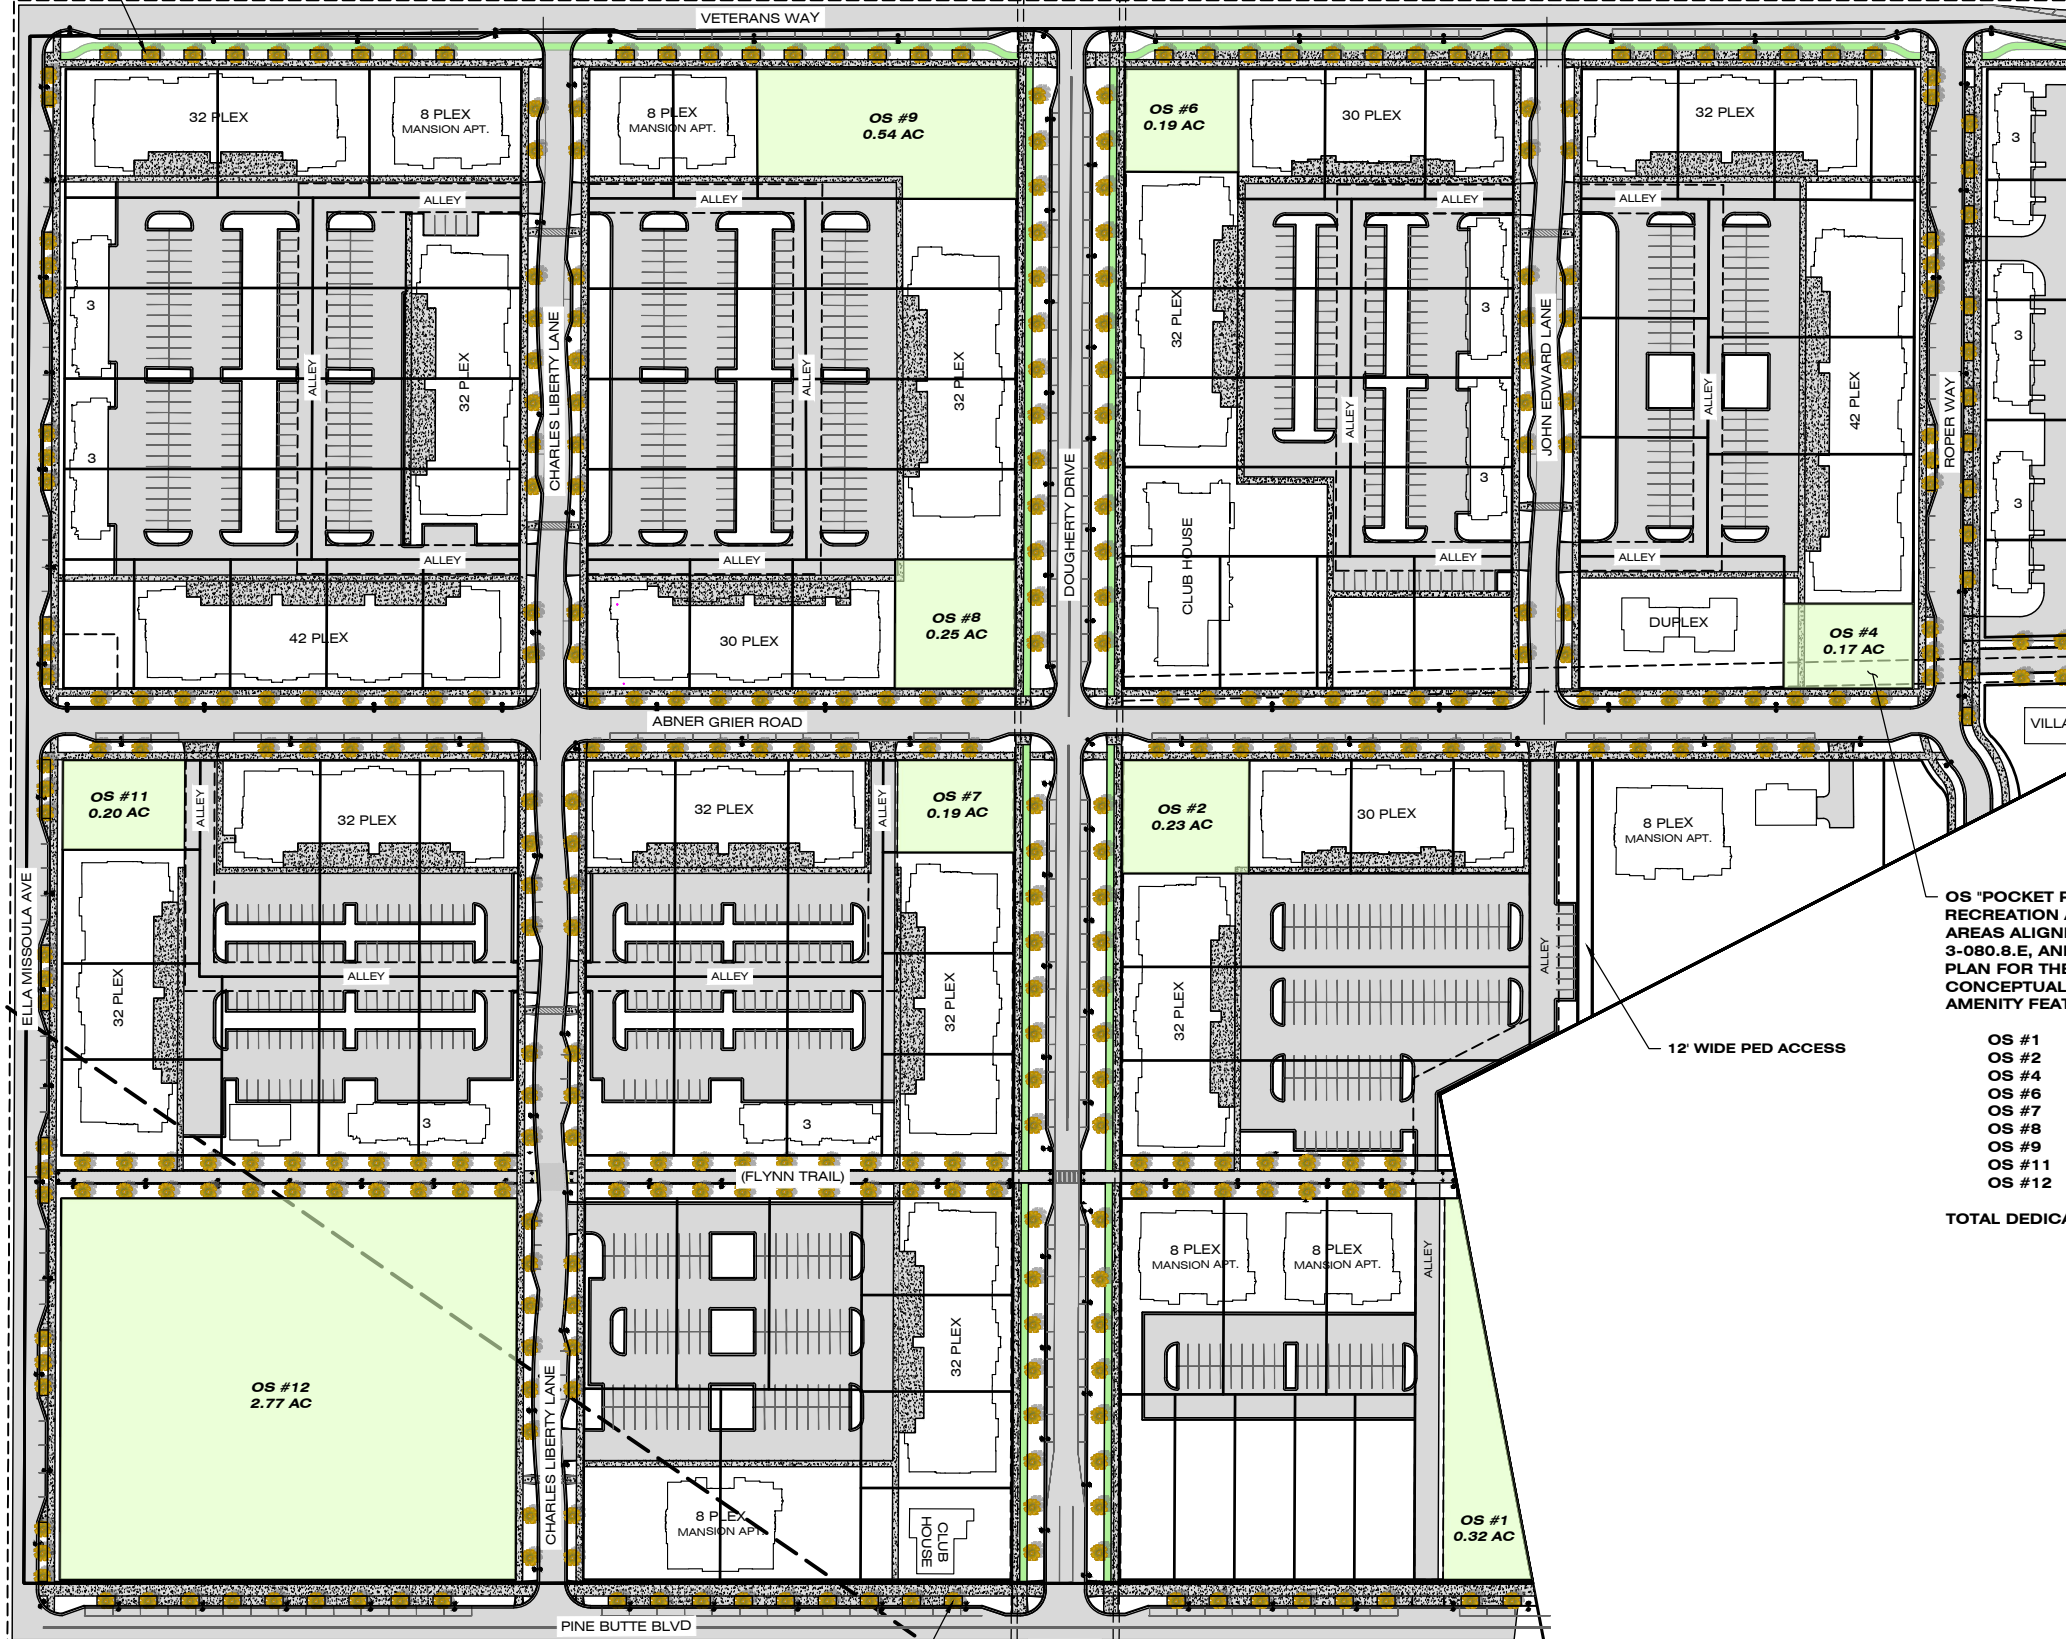 VETERANS WAY
32 PLEX
8 PLEX
MANSION APT.
8 PLEX
MANSION APT.
OS #9
0.54 AC
OS #6
0.19 AC
30 PLEX
32 PLEX
3
ALLEY
ALLEY
ALLEY
ALLEY
3
ALLEY
32 PLEX
CHARLES LIBERTY LANE
ALLEY
32 PLEX
32 PLEX
ALLEY
3
JOHN EDWARD LANE
ALLEY
42 PLEX
ROPER WAY
3
3
DOUGHERTY DRIVE
CLUB HOUSE
3
3
ALLEY
ALLEY
ALLEY
ALLEY
42 PLEX
30 PLEX
OS #8
0.25 AC
DUPLEX
OS #4
0.17 AC
ABNER GRIER ROAD
VILLA
OS #11
0.20 AC
ALLEY
32 PLEX
32 PLEX
ALLEY
OS #7
0.19 AC
OS #2
0.23 AC
30 PLEX
8 PLEX
MANSION APT.
ELLA MISSOULA AVE
32 PLEX
ALLEY
ALLEY
32 PLEX
32 PLEX
ALLEY
OS "POCKET
RECREATION
AREAS
3-080.8.E,
PLAN FOR THE
CONCEPTUAL
AMENITY
12' WIDE PED ACCESS
OS #1
OS #2
OS #4
OS #6
OS #7
OS #8
OS #9
OS #11
OS #12
TOTAL
3
3
(FLYNN TRAIL)
8 PLEX
MANSION APT.
8 PLEX
MANSION APT.
ALLEY
32 PLEX
OS #12
2.77 AC
CHARLES LIBERTY LANE
8 PLEX
MANSION APT.
CLUB
HOUSE
OS #1
0.32 AC
PINE BUTTE BLVD